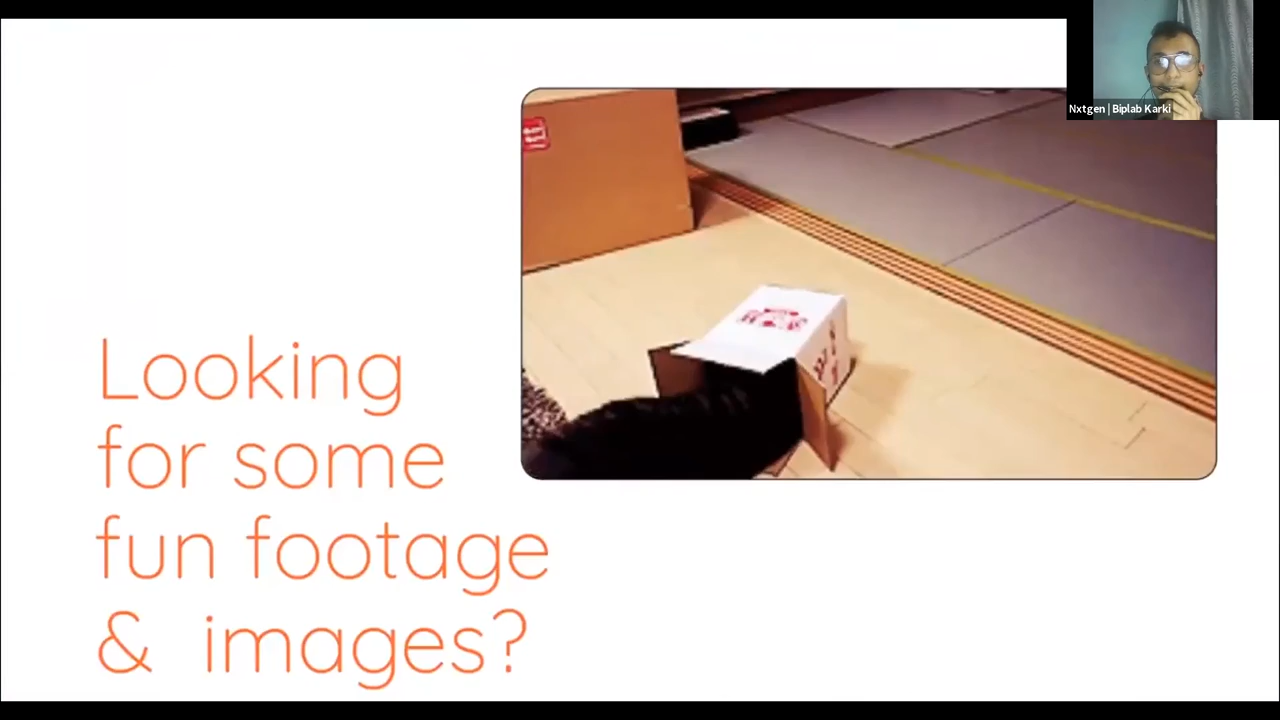 Nxtgen | Biplab Karki
Looking
for some
fun footage
& images?